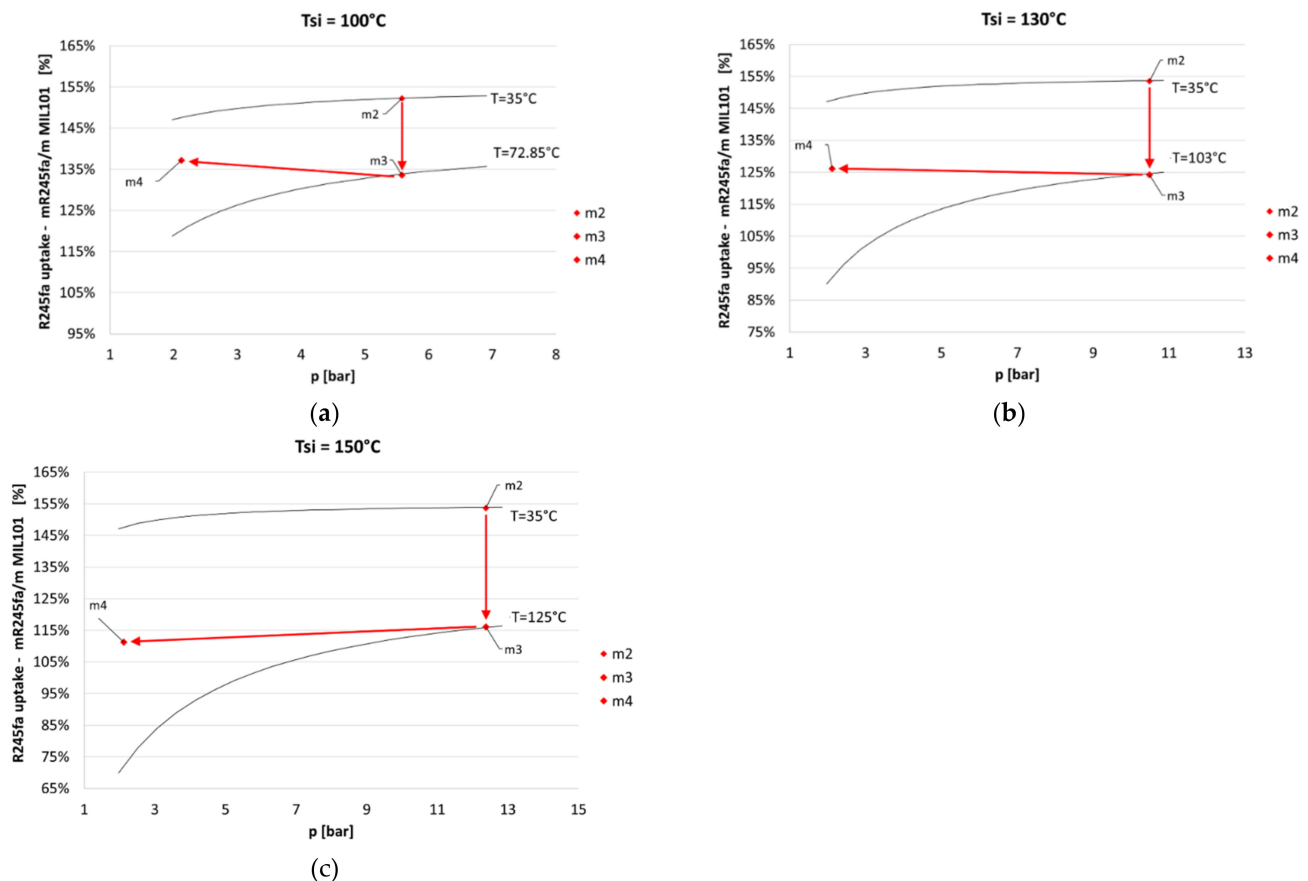 Tsi = 100°C
R245fa uptake - mR245fa/m MIL101 [%]
165%
155%
145%
135%
125%
115%
105%
95%
m2
T=35°C
m3
T=72.85°C
m4
m2
m3
m4
1 2 3 4 5 6 7 8
p [bar]
(a)
Tsi = 130°C
R245fa uptake - mR245fa/m MIL101 [%]
165%
155%
145%
135%
125%
115%
105%
95%
85%
75%
m2
T=35°C
m4
T=103°C
m3
m2
m3
m4
1 3 5 7 9 11 13
p [bar]
(b)
Tsi = 150°C
R245fa uptake - mR245fa/m MIL101 [%]
165%
155%
145%
135%
125%
115%
105%
95%
85%
75%
65%
m2
T=35°C
m4
T=125°C
m3
m2
m3
m4
1 3 5 7 9 11 13 15
p [bar]
(c)